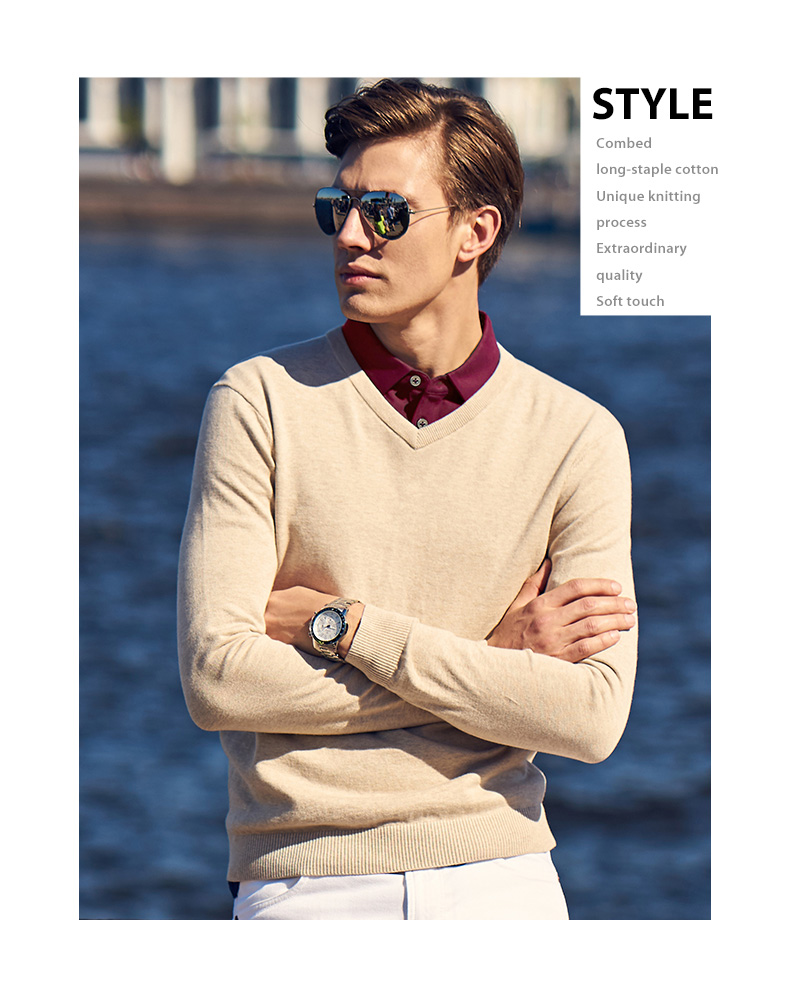 STYLE
Combed
long-staple cotton
Unique knitting
process
Extraordinary
quality
Soft touch